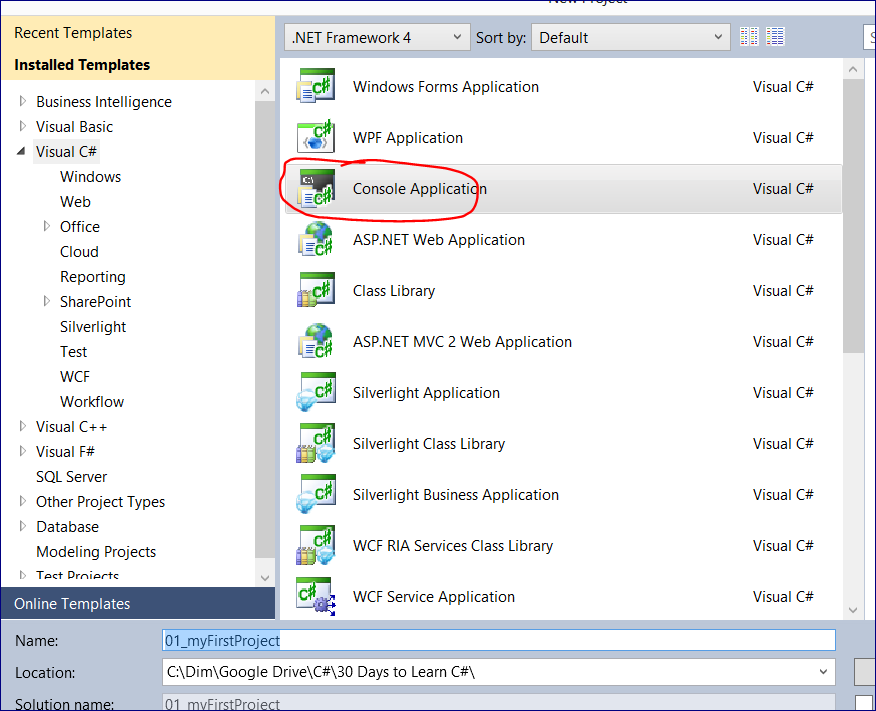 New Project
Recent Templates
Installed Templates
Business Intelligence
Visual Basic
Visual C#
Windows
Web
Office
Cloud
Reporting
SharePoint
Silverlight
Test
WCF
Workflow
Visual C++
Visual F#
SQL Server
Other Project Types
Database
Modeling Projects
Test Projects
Online Templates
.NET Framework 4 Sort by: Default
Windows Forms Application Visual C#
WPF Application Visual C#
Console Application Visual C#
ASP.NET Web Application Visual C#
Class Library Visual C#
ASP.NET MVC 2 Web Application Visual C#
Silverlight Application Visual C#
Silverlight Class Library Visual C#
Silverlight Business Application Visual C#
WCF RIA Services Class Library Visual C#
WCF Service Application Visual C#
Name: 01_myFirstProject
Location: C:\Dim\Google Drive\C#\30 Days to Learn C#\
Solution name: 01_myFirstProject